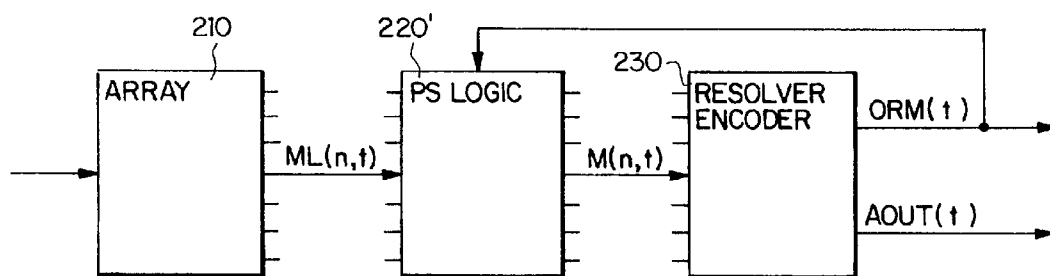 210
220'
230
ARRAY
PS LOGIC
RESOLVER
ENCODER
ORM(t)
ML(n,t)
M(n,t)
AOUT(t)